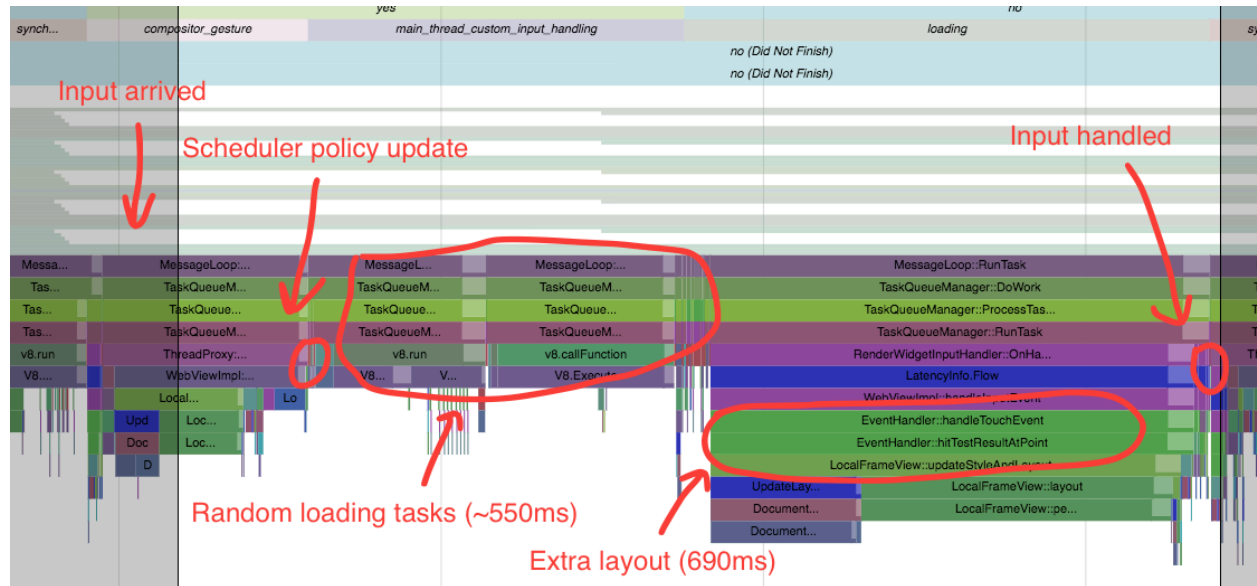 yes no
synch... compositor_gesture main_thread_custom_input_handling loading sy
no (Did Not Finish)
no (Did Not Finish)
Input arrived
Scheduler policy update
Input handled
Messa... MessageLoop:... MessageL... MessageLoop:... MessageLoop::RunTask
Tas... TaskQueueM... TaskQueueM... TaskQueueM... TaskQueueManager::DoWork
Tas... TaskQueue... TaskQueue... TaskQueue... TaskQueueManager::ProcessTas...
Tas... TaskQueueM... TaskQueueM... TaskQueueM... TaskQueueManager::RunTask
v8.run ThreadProxy:... v8.run v8.callFunction RenderWidgetInputHandler::OnHa...
V8.... WebViewImpl:... V8... V... V8.Execute LatencyInfo.Flow
Local... Lo
Upd Loc... EventHandler::handleTouchEvent
Doc Loc... EventHandler::hitTestResultAtPoint
D LocalFrameView::updateStyleAndLayout
UpdateLay... LocalFrameView::layout
Document... LocalFrameView::pe...
Document...
Random loading tasks (~550ms)
Extra layout (690ms)